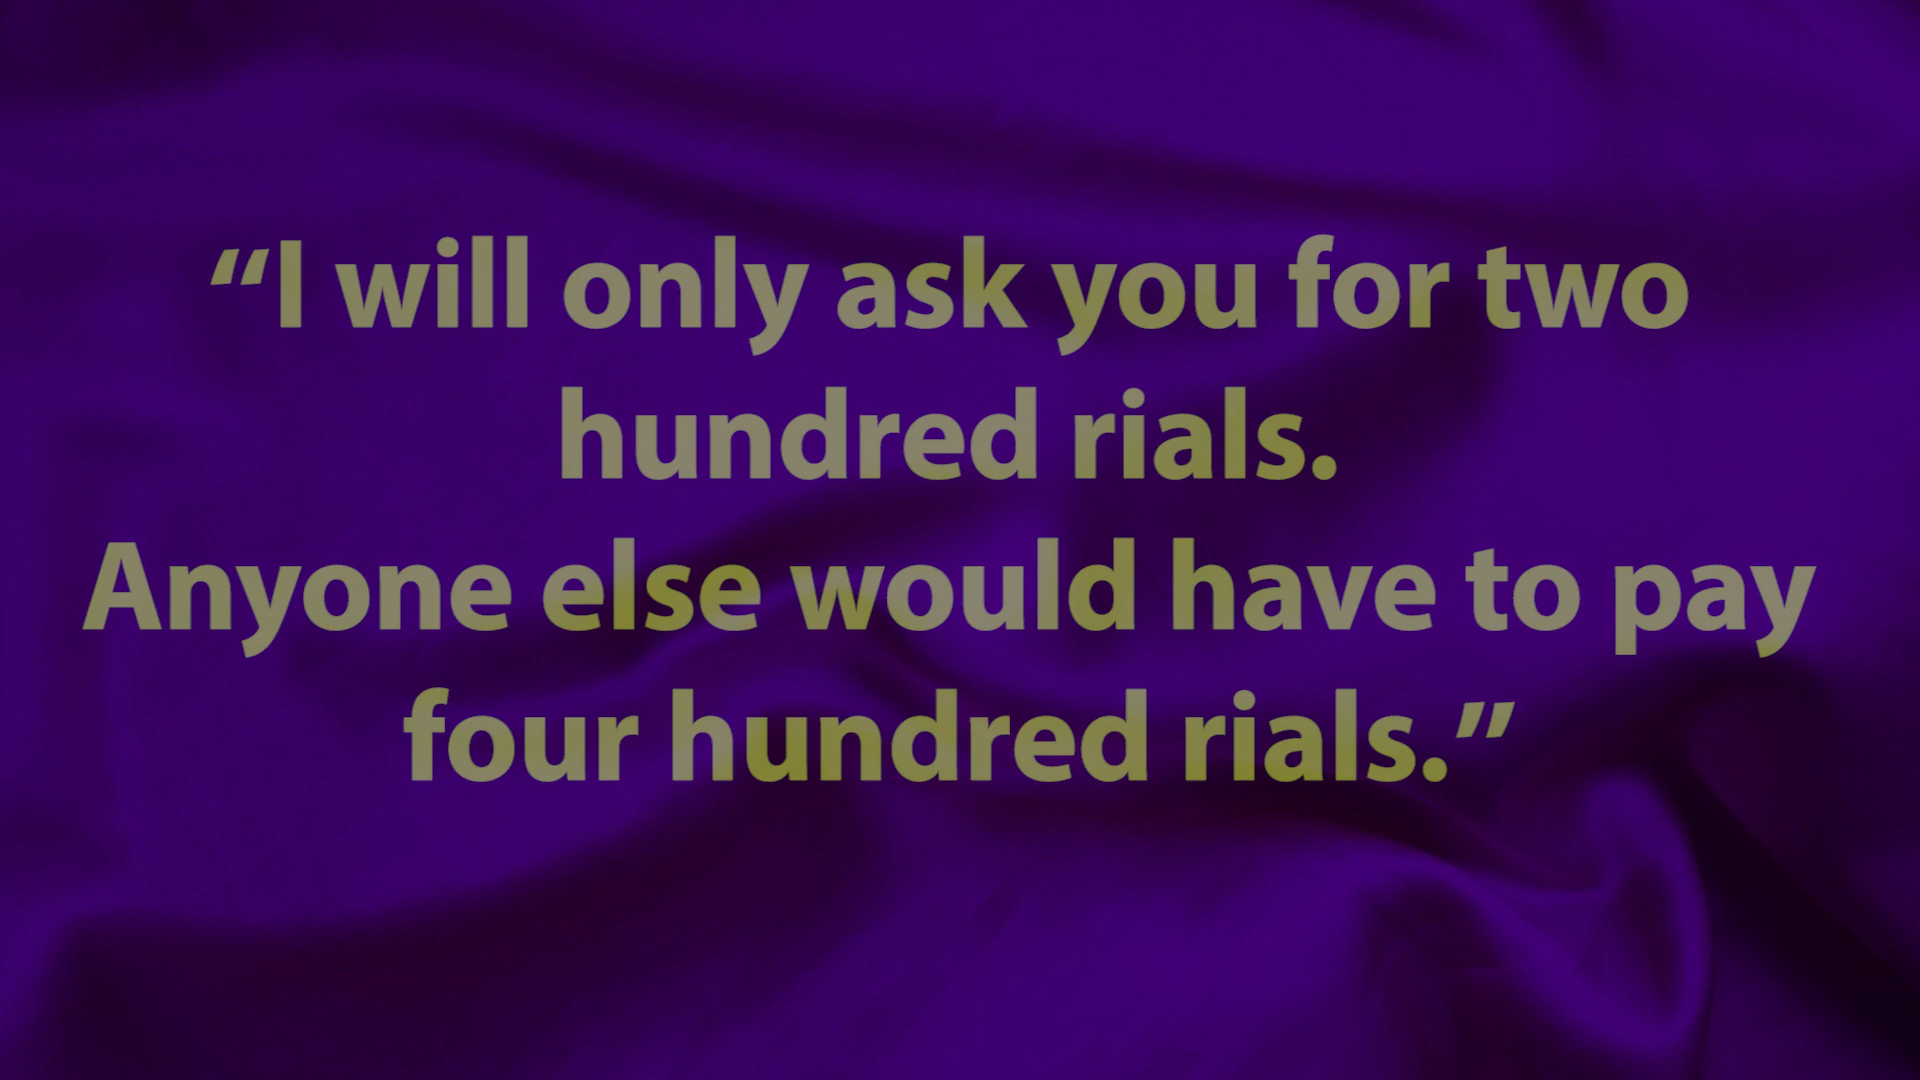 “I will only ask you for two
hundred rials.
Anyone else would have to pay
four hundred rials.”